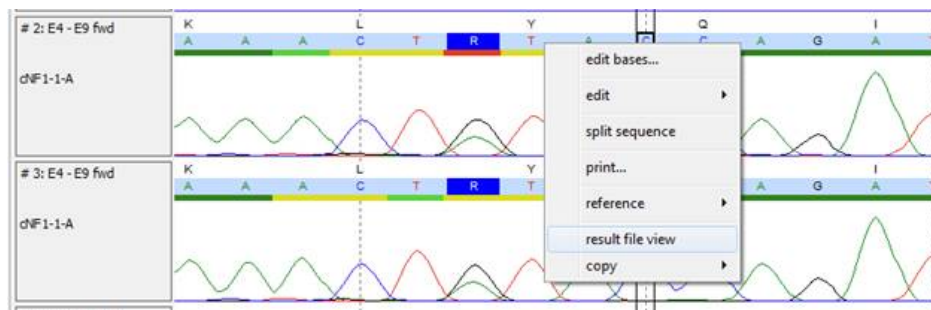 # 2: E4 - E9 fwd
cNF1-1-A
K L Y Q I
A A A C T R T A C C A G A T
# 3: E4 - E9 fwd
cNF1-1-A
K L Y I
A A A C T R T A G A T
edit bases...
edit
split sequence
print...
reference
result file view
copy